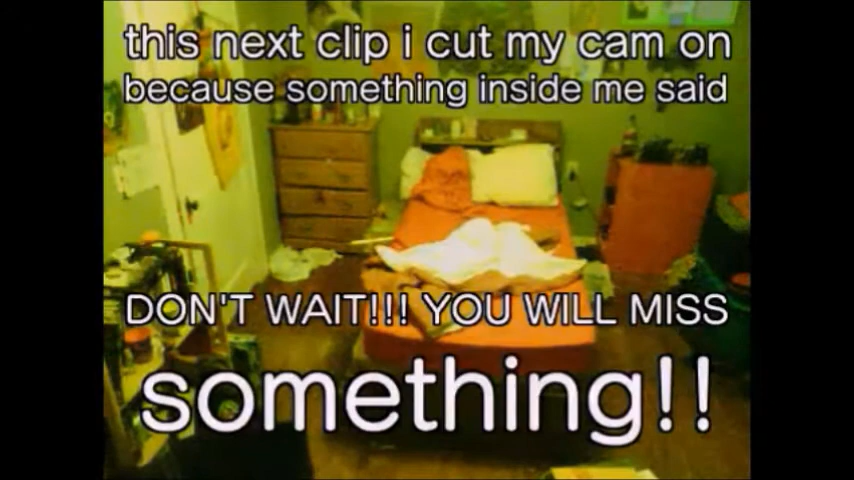 this next clip i cut my cam on
because something inside me said
DON'T WAIT!!! YOU WILL MISS
something!!